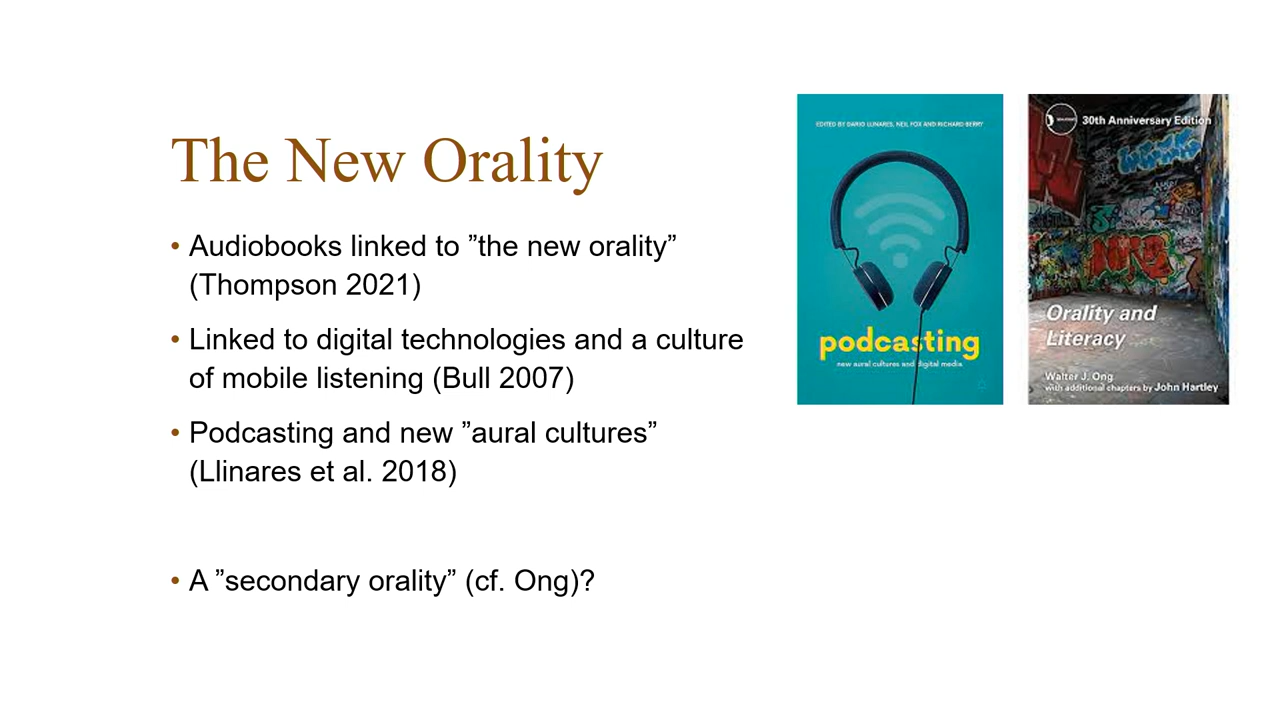 The New Orality
• Audiobooks linked to ”the new orality”
(Thompson 2021)
• Linked to digital technologies and a culture
of mobile listening (Bull 2007)
• Podcasting and new ”aural cultures”
(Llinares et al. 2018)
• A ”secondary orality” (cf. Ong)?
EDITED BY DARIO LLINARES, NEIL FOX AND RICHARD BERRY
podcasting
new aural cultures and digital media
30th Anniversary Edition
Orality and
Literacy
Walter J. Ong
with additional chapters by John Hartley